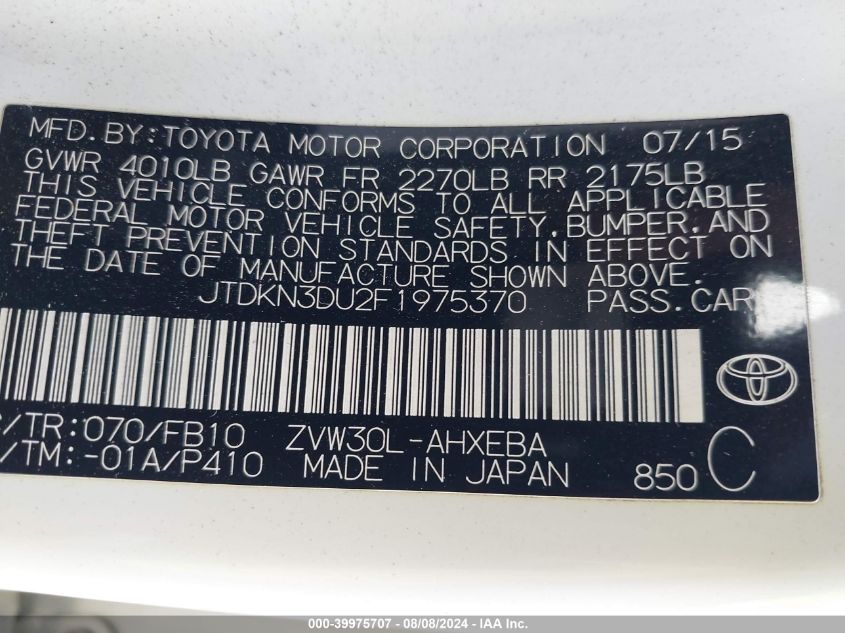 MFD. BY: TOYOTA MOTOR CORPORATION 07/15
GVWR 4010LB GAWR FR 2270LB RR 2175LB
THIS VEHICLE CONFORMS TO ALL APPLICABLE
FEDERAL MOTOR VEHICLE SAFETY, BUMPER, AND
THEFT PREVENTION STANDARDS IN EFFECT ON
THE DATE OF MANUFACTURE SHOWN ABOVE.
JTDKN3DU2F1975370 PASS. CAR
/TR: 070/FB10 ZVW30L-AHXEBA
/TM: -01A/P410 MADE IN JAPAN 850 C
000-39975707 - 08/08/2024 - IAAI.COM